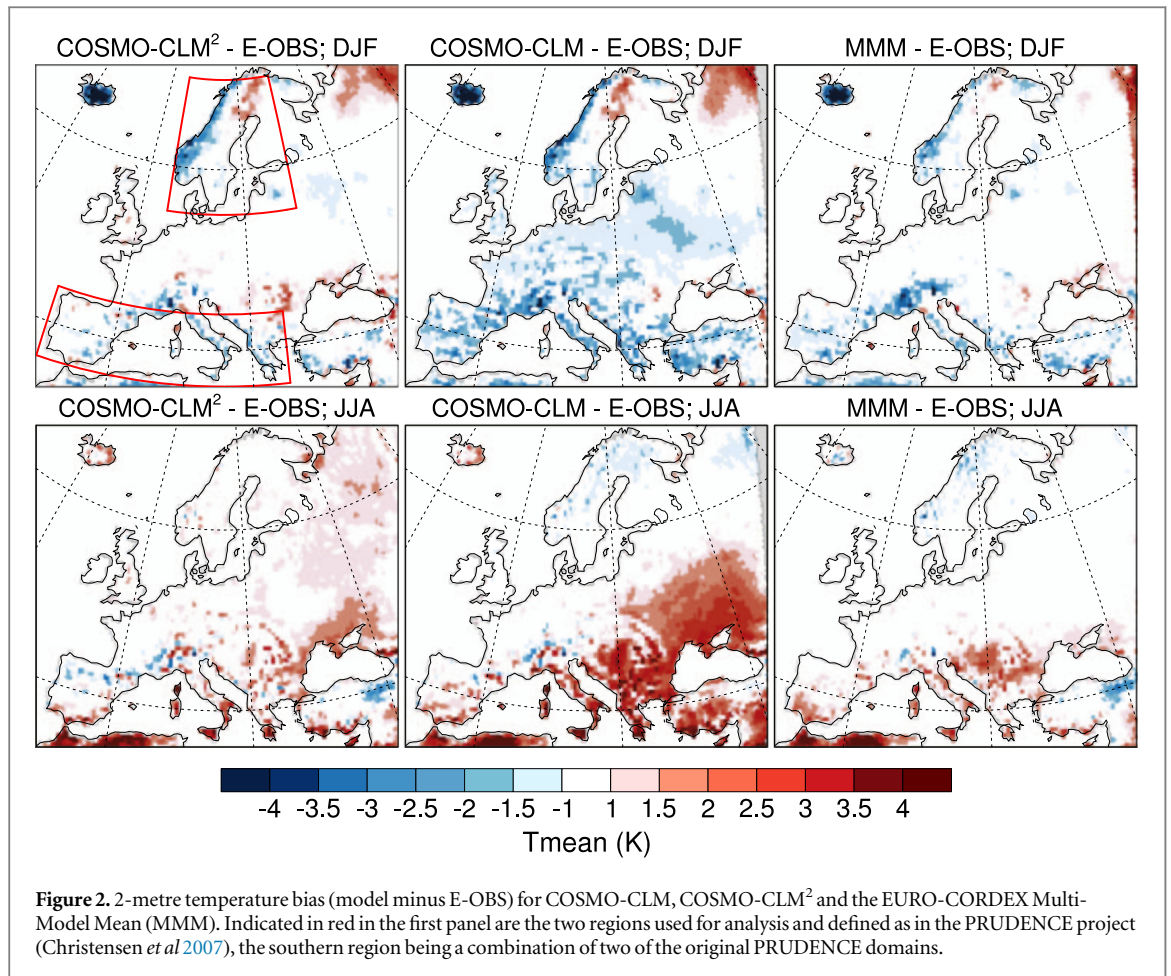 COSMO-CLM² - E-OBS; DJF
COSMO-CLM - E-OBS; DJF
MMM - E-OBS; DJF
COSMO-CLM² - E-OBS; JJA
COSMO-CLM - E-OBS; JJA
MMM - E-OBS; JJA
-4 -3.5 -3 -2.5 -2 -1.5 -1 1 1.5 2 2.5 3 3.5 4
Tmean (K)
Figure 2. 2-metre temperature bias (model minus E-OBS) for COSMO-CLM, COSMO-CLM² and the EURO-CORDEX Multi-
Model Mean (MMM). Indicated in red in the first panel are the two regions used for analysis and defined as in the PRUDENCE project
(Christensen et al 2007), the southern region being a combination of two of the original PRUDENCE domains.